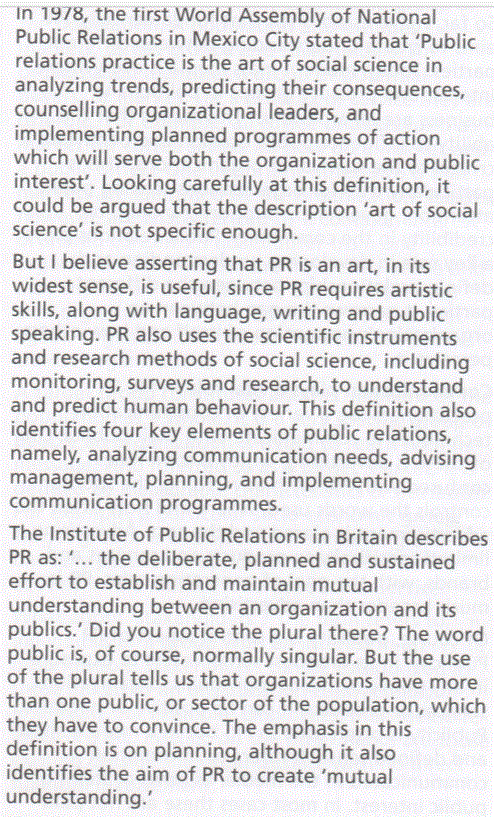 In 1978, the first World Assembly of National
Public Relations in Mexico City stated that ‘Public
relations practice is the art of social science in
analyzing trends, predicting their consequences,
counselling organizational leaders, and
implementing planned programmes of action
which will serve both the organization and public
interest’. Looking carefully at this definition, it
could be argued that the description ‘art of social
science’ is not specific enough.
But I believe asserting that PR is an art, in its
widest sense, is useful, since PR requires artistic
skills, along with language, writing and public
speaking. PR also uses the scientific instruments
and research methods of social science, including
monitoring, surveys and research, to understand
and predict human behaviour. This definition also
identifies four key elements of public relations,
namely, analyzing communication needs, advising
management, planning, and implementing
communication programmes.
The Institute of Public Relations in Britain describes
PR as: ‘… the deliberate, planned and sustained
effort to establish and maintain mutual
understanding between an organization and its
publics.’ Did you notice the plural there? The word
public is, of course, normally singular. But the use
of the plural tells us that organizations have more
than one public, or sector of the population, which
they have to convince. The emphasis in this
definition is on planning, although it also
identifies the aim of PR to create ‘mutual
understanding.’